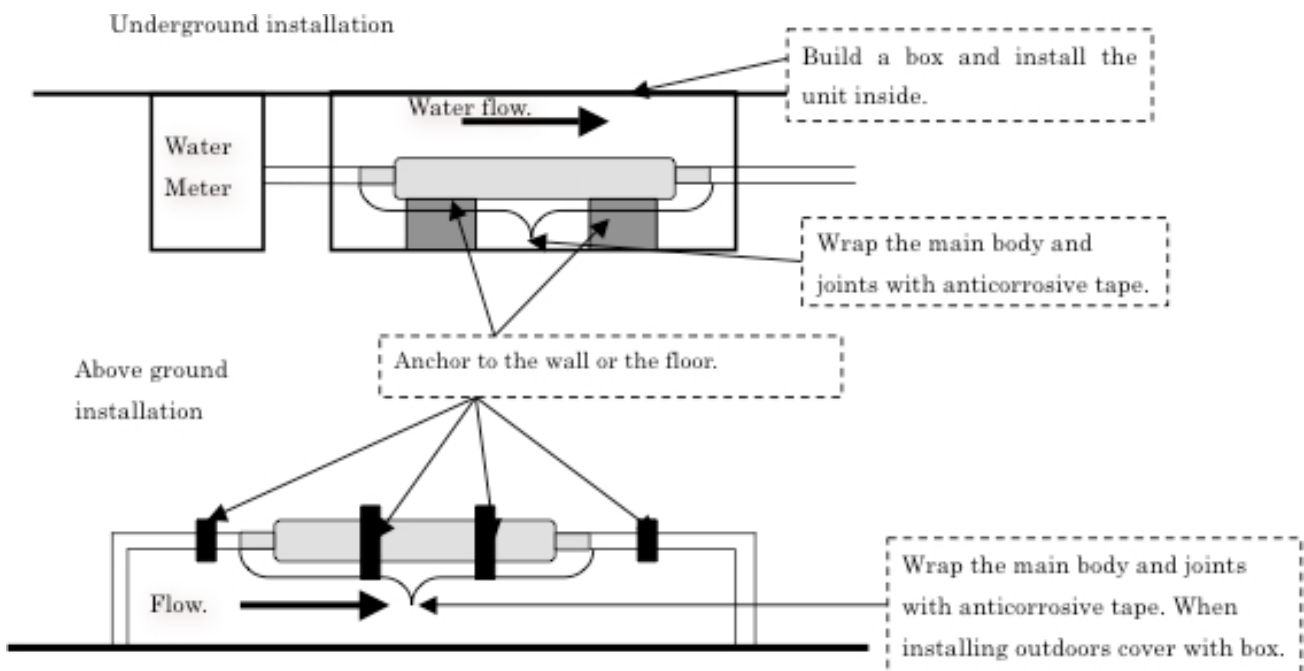 Underground installation
Build a box and install the
unit inside.
Water flow.
Water
Meter
Wrap the main body and
joints with anticorrosive tape.
Anchor to the wall or the floor.
Above ground
installation
Flow.
Wrap the main body and joints
with anticorrosive tape. When
installing outdoors cover with box.